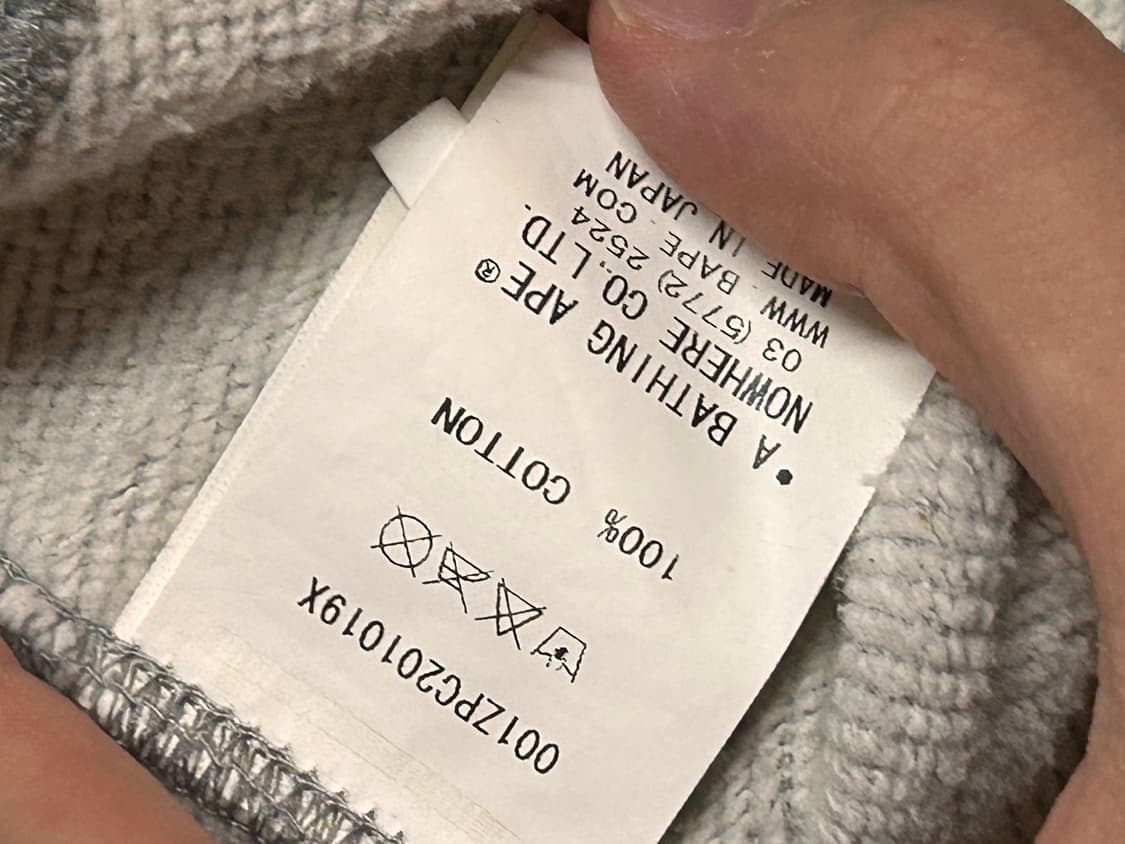 001ZPC201019X
100% COTTON
• A BATHING APE®
NOWHERE CO., LTD.
03 (5772) 2524
WWW . BAPE . COM
MADE IN JAPAN